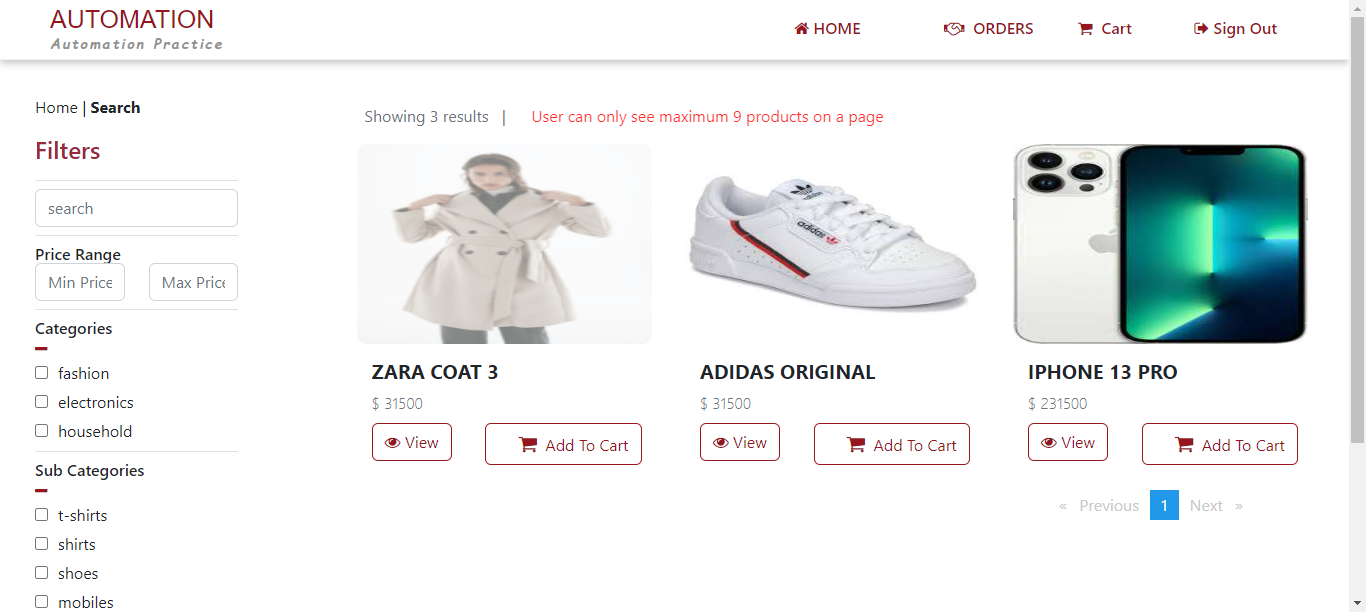 AUTOMATION
Automation Practice
HOME
ORDERS
Cart
Sign Out
Home | Search
Filters
search
Price Range
Min Price
Max Price
Categories
fashion
electronics
household
Sub Categories
t-shirts
shirts
shoes
mobiles
Showing 3 results |
User can only see maximum 9 products on a page
adidas
adidas
ZARA COAT 3
$ 31500
View
Add To Cart
ADIDAS ORIGINAL
$ 31500
View
Add To Cart
IPHONE 13 PRO
$ 231500
View
Add To Cart
« Previous 1 Next »